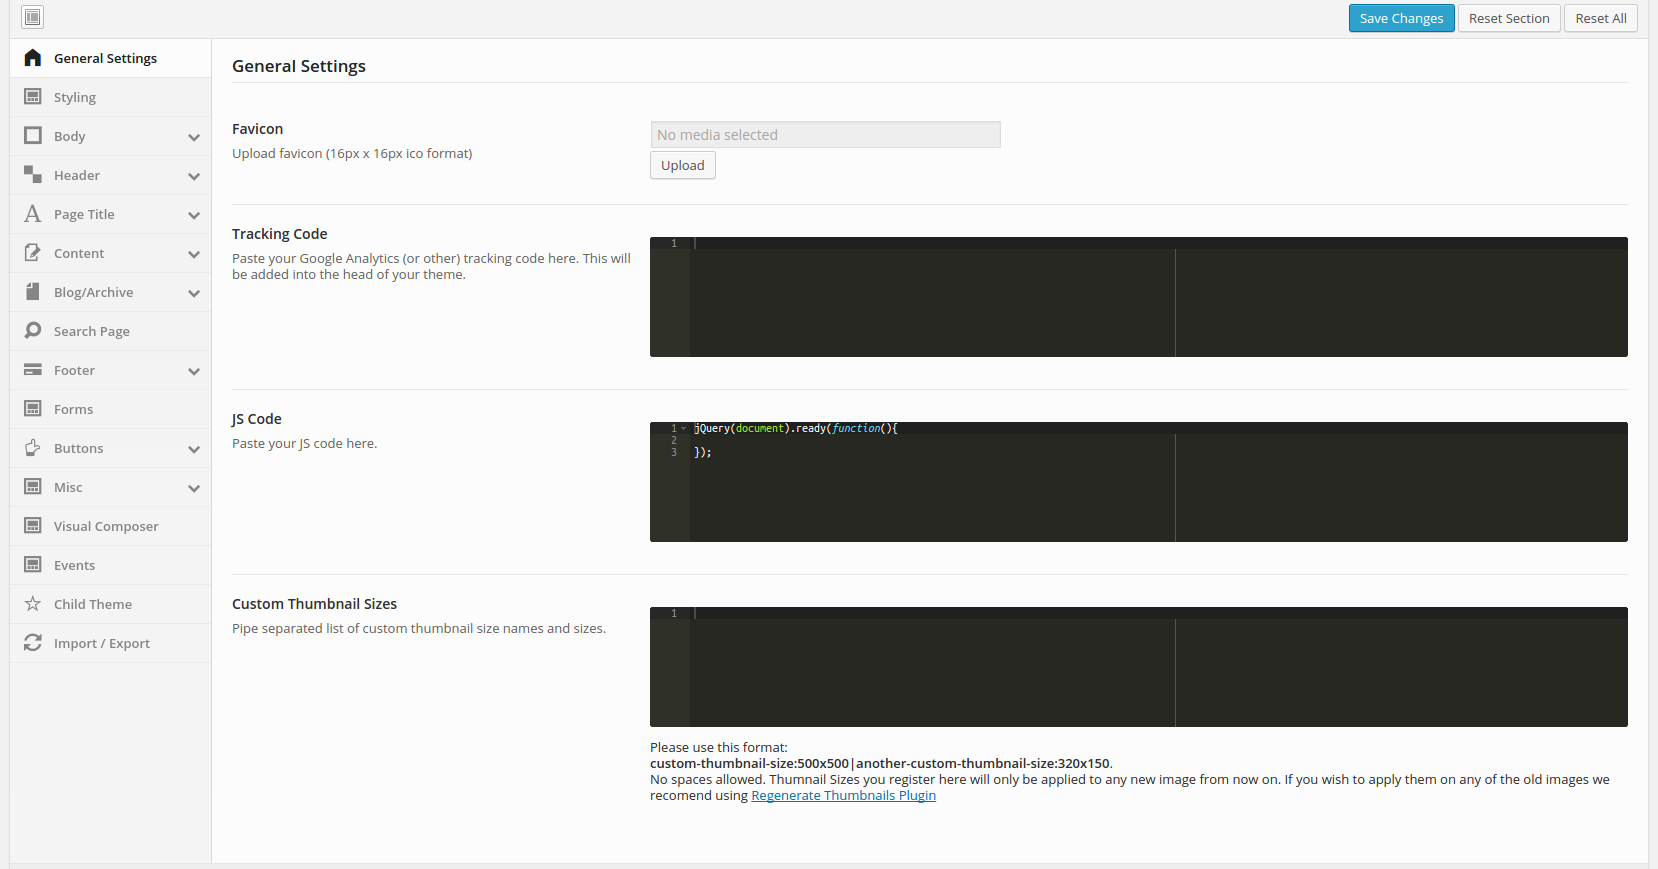 Save Changes
Reset Section
Reset All
General Settings
Styling
Body
Header
Page Title
Content
Blog/Archive
Search Page
Footer
Forms
Buttons
Misc
Visual Composer
Events
Child Theme
Import / Export
General Settings
Favicon
Upload favicon (16px x 16px ico format)
No media selected
Upload
Tracking Code
Paste your Google Analytics (or other) tracking code here. This will
be added into the head of your theme.
1
JS Code
Paste your JS code here.
1 jQuery(document).ready(function(){
2
3 });
Custom Thumbnail Sizes
Pipe separated list of custom thumbnail size names and sizes.
1
Please use this format:
custom-thumbnail-size:500x500|another-custom-thumbnail-size:320x150.
No spaces allowed. Thumnail Sizes you register here will only be applied to any new image from now on. If you wish to apply them on any of the old images we
recomend using Regenerate Thumbnails Plugin